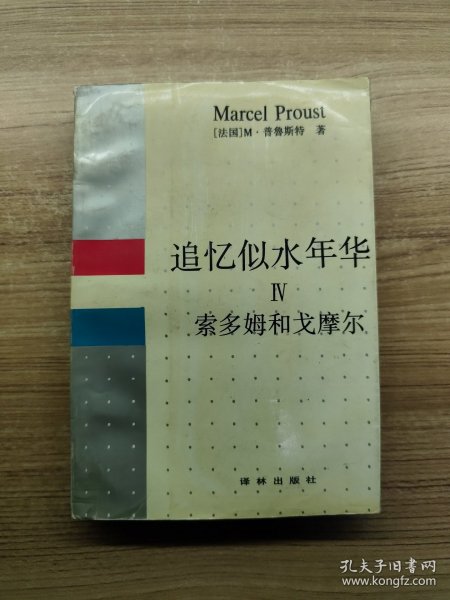 Marcel Proust
[法国]M·普鲁斯特 著
追忆似水年华
Ⅳ
索多姆和戈摩尔
译林出版社
孔夫子旧书网
www.kongfz.com